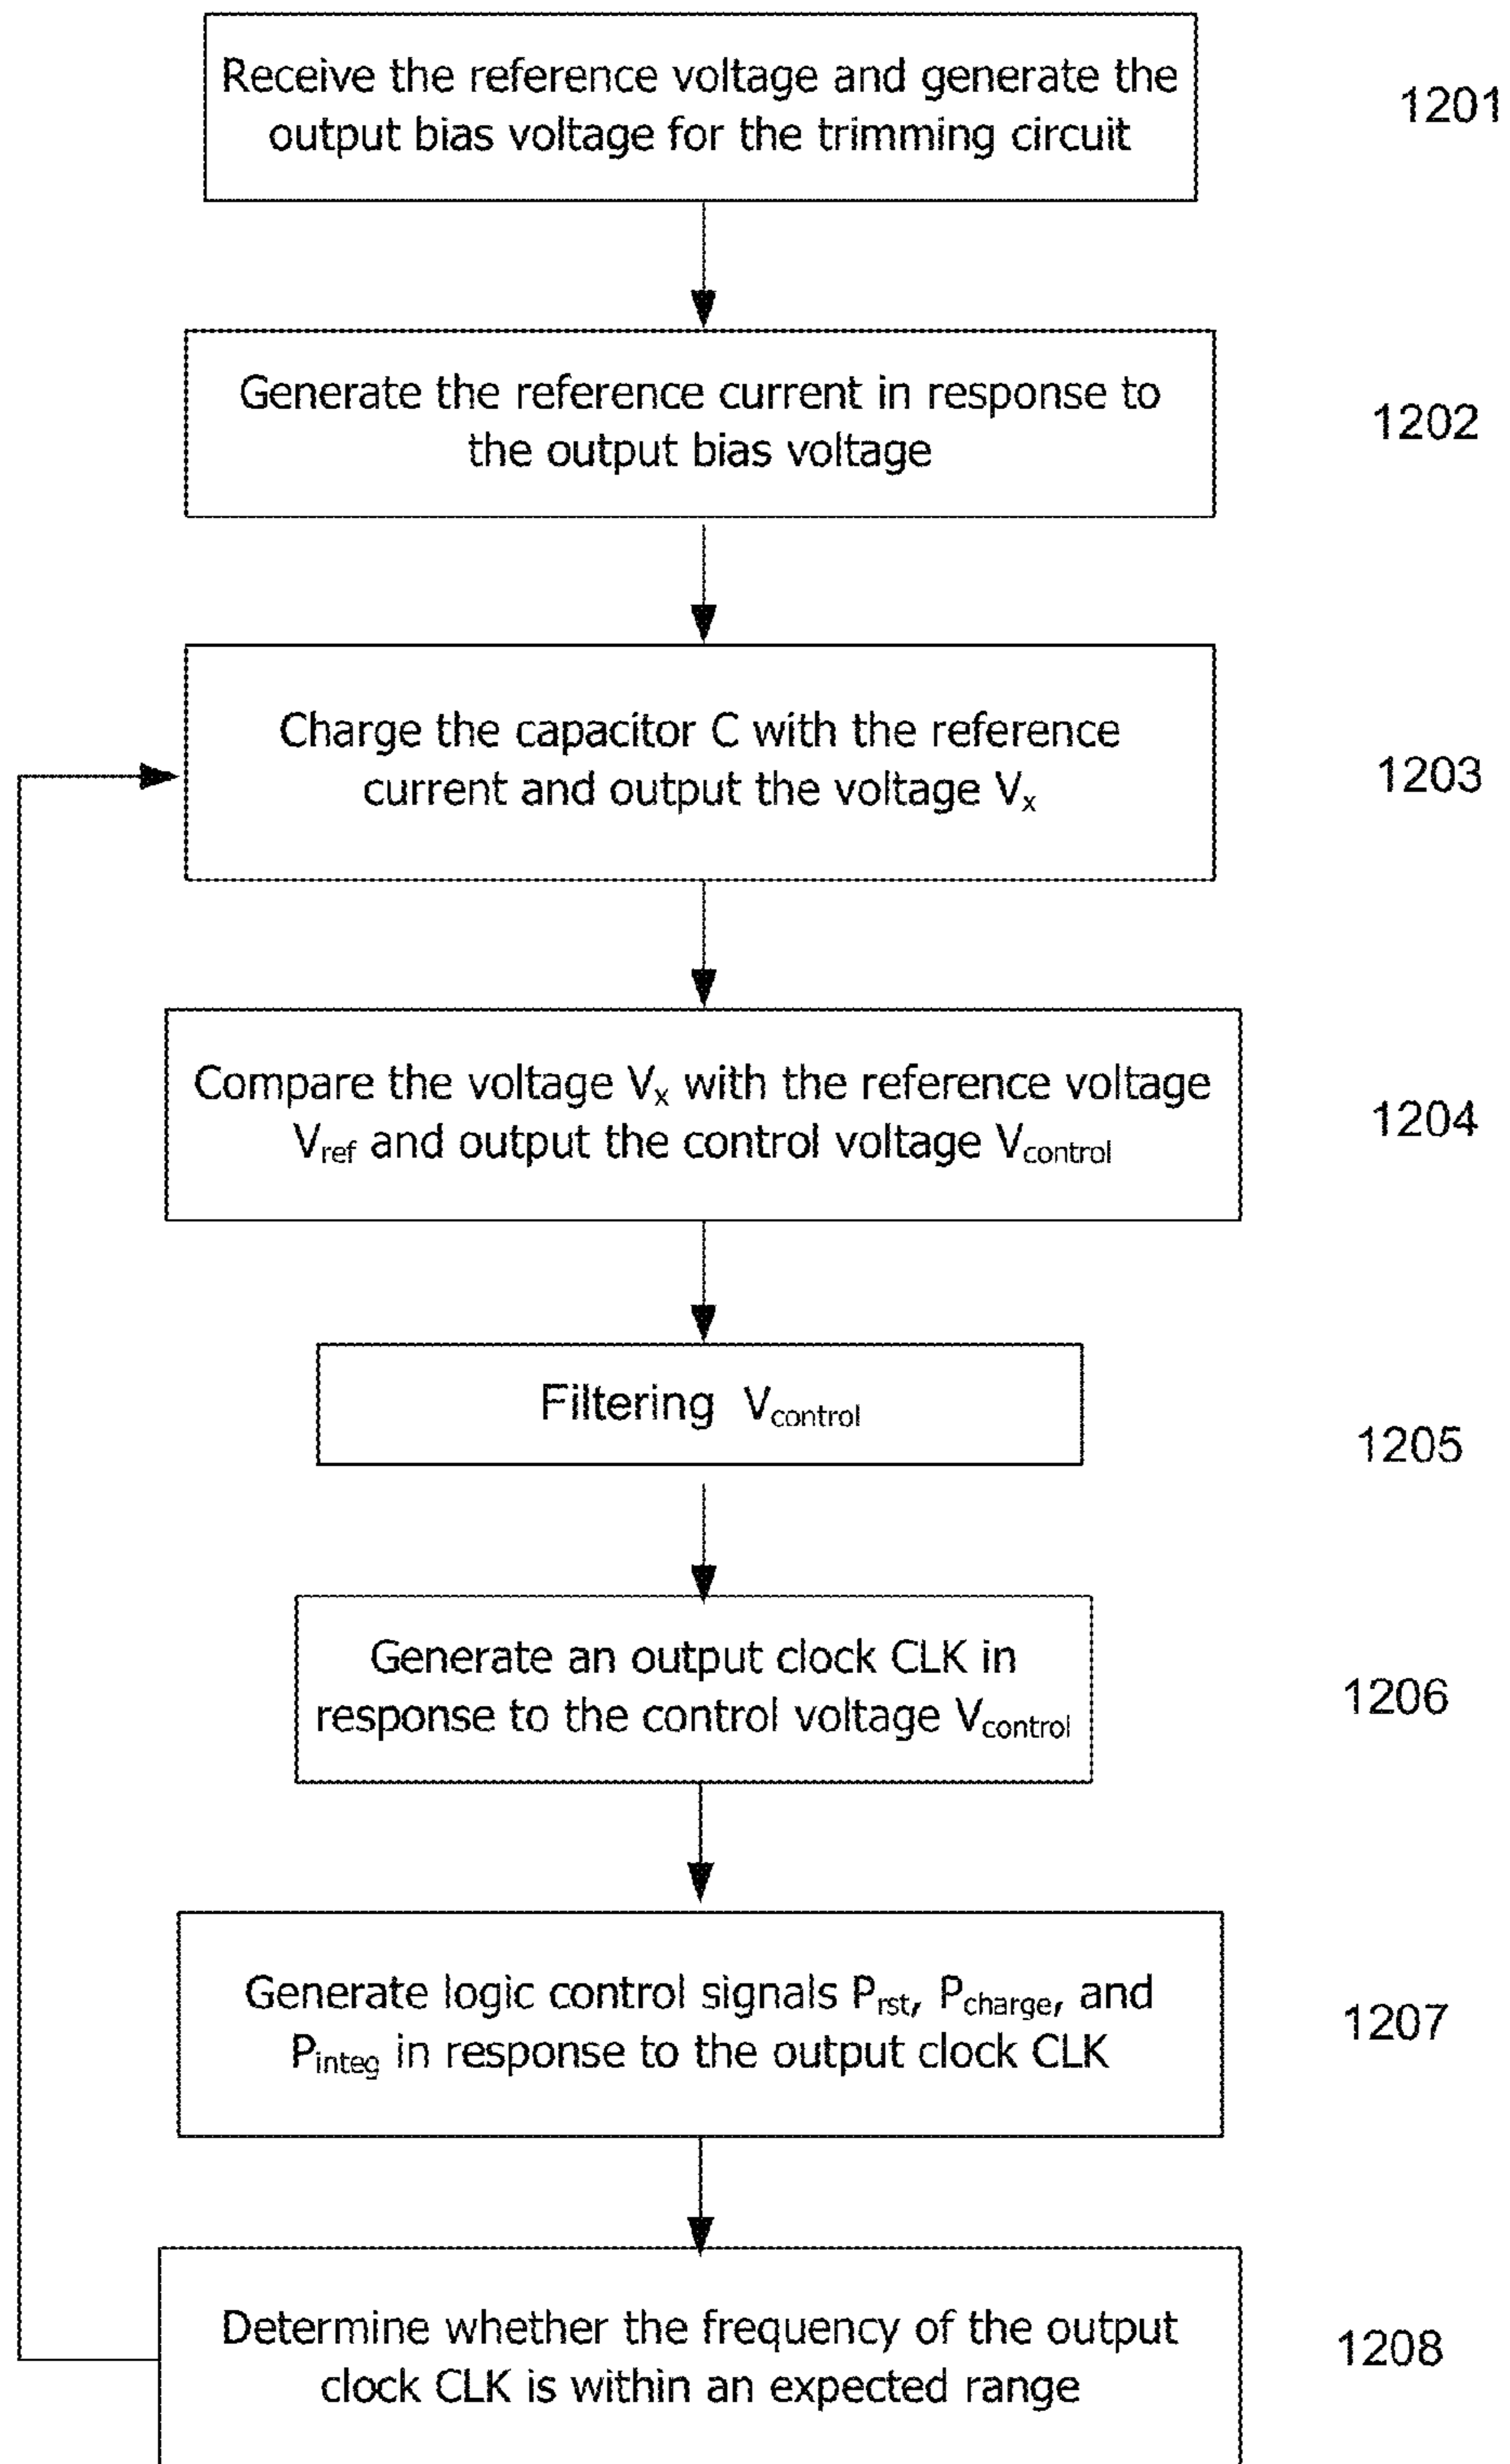 Receive the reference voltage and generate the
output bias voltage for the trimming circuit
1201
Generate the reference current in response to
the output bias voltage
1202
Charge the capacitor C with the reference
current and output the voltage Vx
1203
Compare the voltage Vx with the reference voltage
Vref and output the control voltage Vcontrol
1204
Filtering Vcontrol
1205
Generate an output clock CLK in
response to the control voltage Vcontrol
1206
Generate logic control signals Prst, Pcharge, and
Pinteg in response to the output clock CLK
1207
Determine whether the frequency of the output
clock CLK is within an expected range
1208